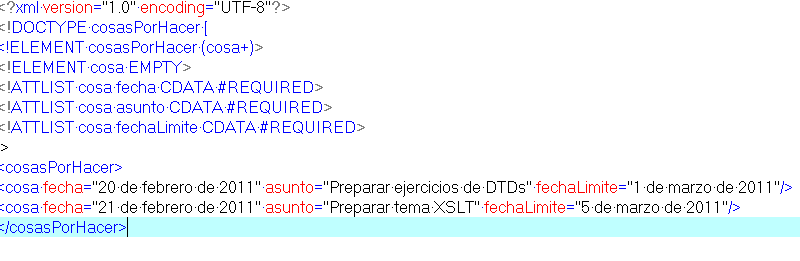 <?xml version="1.0" encoding="UTF-8"?>
<!DOCTYPE cosasPorHacer [
<!ELEMENT cosasPorHacer (cosa+)>
<!ELEMENT cosa EMPTY>
<!ATTLIST cosa fecha CDATA #REQUIRED>
<!ATTLIST cosa asunto CDATA #REQUIRED>
<!ATTLIST cosa fechaLimite CDATA #REQUIRED>
>
<cosasPorHacer>
<cosa fecha="20 de febrero de 2011" asunto="Preparar ejercicios de DTDs" fechaLimite="1 de marzo de 2011"/>
<cosa fecha="21 de febrero de 2011" asunto="Preparar tema XSLT" fechaLimite="5 de marzo de 2011"/>
</cosasPorHacer>